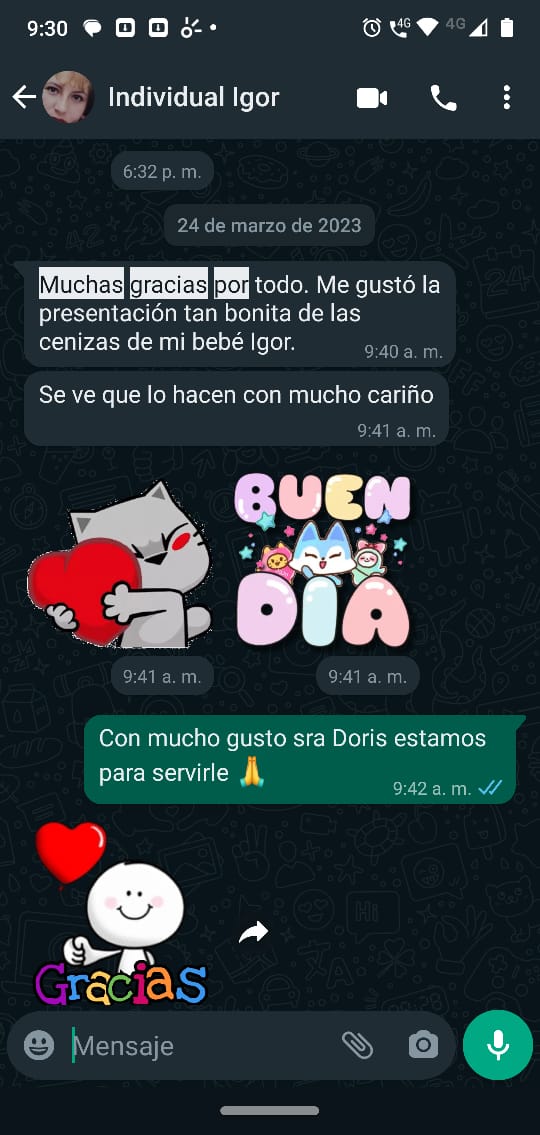 9:30
4G
4G
Individual Igor
6:32 p. m.
24 de marzo de 2023
Muchas gracias por todo. Me gustó la
presentación tan bonita de las
cenizas de mi bebé Igor.
9:40 a. m.
Se ve que lo hacen con mucho cariño
9:41 a. m.
BUEN
DÍA
9:41 a. m.
9:41 a. m.
Con mucho gusto sra Doris estamos
para servirle 🙏
9:42 a. m.
Gracias
Mensaje